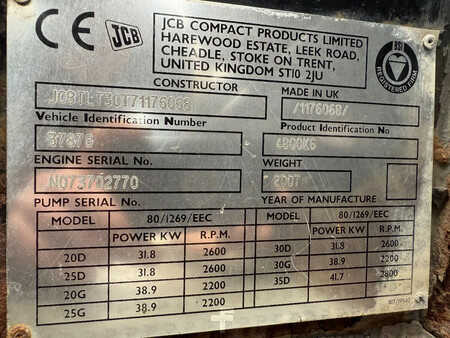 CE JCB
JCB COMPACT PRODUCTS LIMITED
HAREWOOD ESTATE, LEEK ROAD,
CHEADLE, STOKE ON TRENT,
UNITED KINGDOM ST10 2JU
BSI
REGISTERED FIRM
CONSTRUCTOR
MADE IN UK
/1176068/
Vehicle Identification Number
Product Identification No
4800KG
ENGINE SERIAL No.
WEIGHT
N073702770
2007
PUMP SERIAL No.
YEAR OF MANUFACTURE
MODEL 80/1269/EEC MODEL 80/1269/EEC
POWER KW R.P.M. POWER KW R.P.M.
20D 31.8 2600 30D 31.8 2600
25D 31.8 2600 30G 38.9 2200
20G 38.9 2200 35D 41.7 2800
25G 38.9 2200